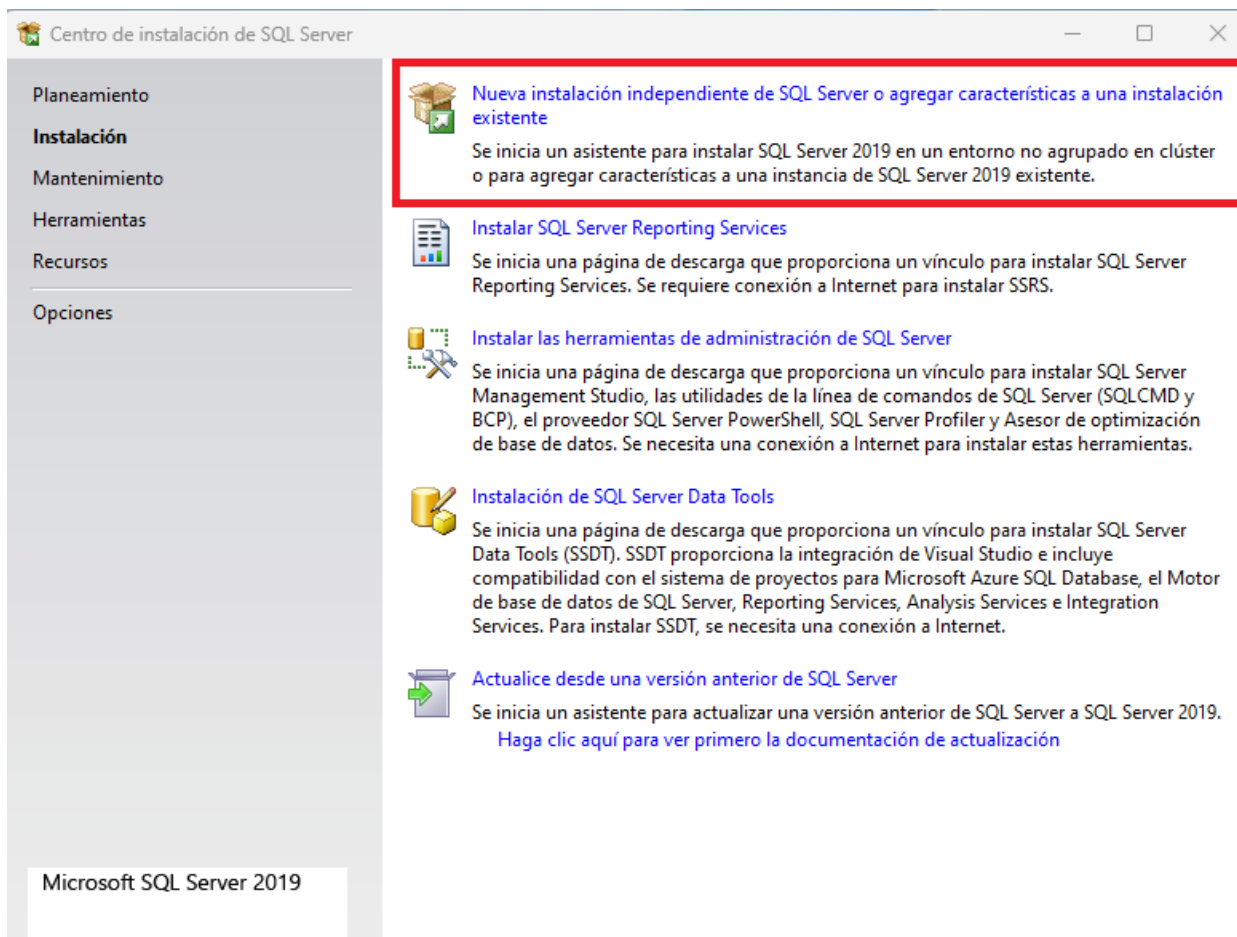 Centro de instalación de SQL Server
Planeamiento
Instalación
Mantenimiento
Herramientas
Recursos
Opciones
Microsoft SQL Server 2019
Nueva instalación independiente de SQL Server o agregar características a una instalación
existente
Se inicia un asistente para instalar SQL Server 2019 en un entorno no agrupado en clúster
o para agregar características a una instancia de SQL Server 2019 existente.
Instalar SQL Server Reporting Services
Se inicia una página de descarga que proporciona un vínculo para instalar SQL Server
Reporting Services. Se requiere conexión a Internet para instalar SSRS.
Instalar las herramientas de administración de SQL Server
Se inicia una página de descarga que proporciona un vínculo para instalar SQL Server
Management Studio, las utilidades de la línea de comandos de SQL Server (SQLCMD y
BCP), el proveedor SQL Server PowerShell, SQL Server Profiler y Asesor de optimización
de base de datos. Se necesita una conexión a Internet para instalar estas herramientas.
Instalación de SQL Server Data Tools
Se inicia una página de descarga que proporciona un vínculo para instalar SQL Server
Data Tools (SSDT). SSDT proporciona la integración de Visual Studio e incluye
compatibilidad con el sistema de proyectos para Microsoft Azure SQL Database, el Motor
de base de datos de SQL Server, Reporting Services, Analysis Services e Integration
Services. Para instalar SSDT, se necesita una conexión a Internet.
Actualice desde una versión anterior de SQL Server
Se inicia un asistente para actualizar una versión anterior de SQL Server a SQL Server 2019.
Haga clic aquí para ver primero la documentación de actualización